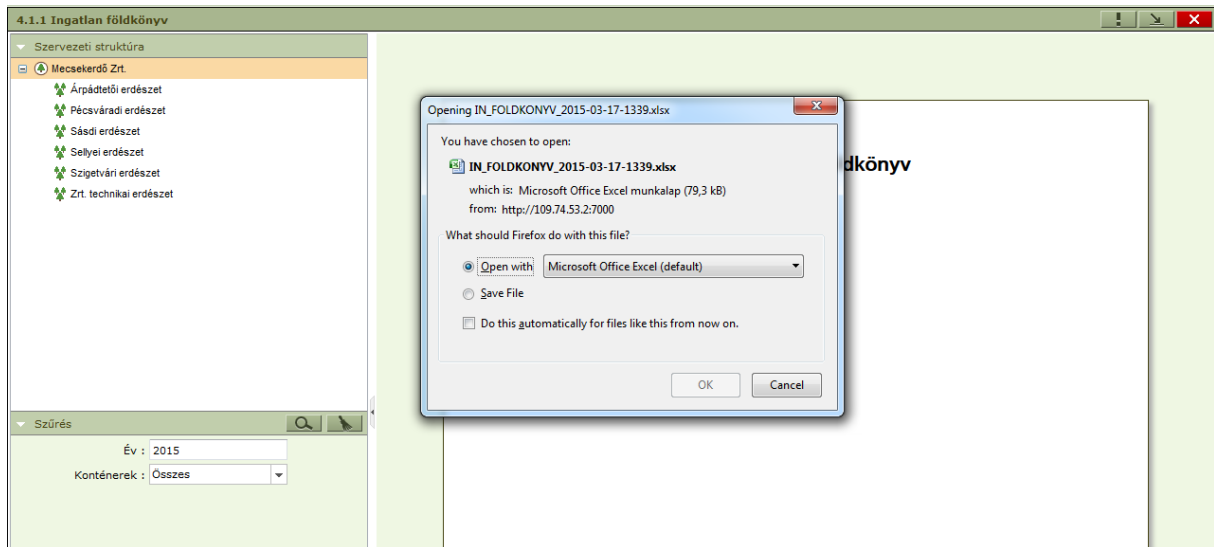 4.1.1 Ingatlan földkönyv
Szervezeti struktúra
Mecsekerdő Zrt.
Árpádtetői erdészet
Pécsváradi erdészet
Sásdi erdészet
Sellyei erdészet
Szigetvári erdészet
Zrt. technikai erdészet
Szűrés
Év : 2015
Konténerek : Összes
dkönyv
Opening IN_FOLDKONYV_2015-03-17-1339.xlsx
You have chosen to open:
IN_FOLDKONYV_2015-03-17-1339.xlsx
which is: Microsoft Office Excel munkalap (79,3 kB)
from: http://109.74.53.2:7000
What should Firefox do with this file?
Open with Microsoft Office Excel (default)
Save File
Do this automatically for files like this from now on.
OK Cancel